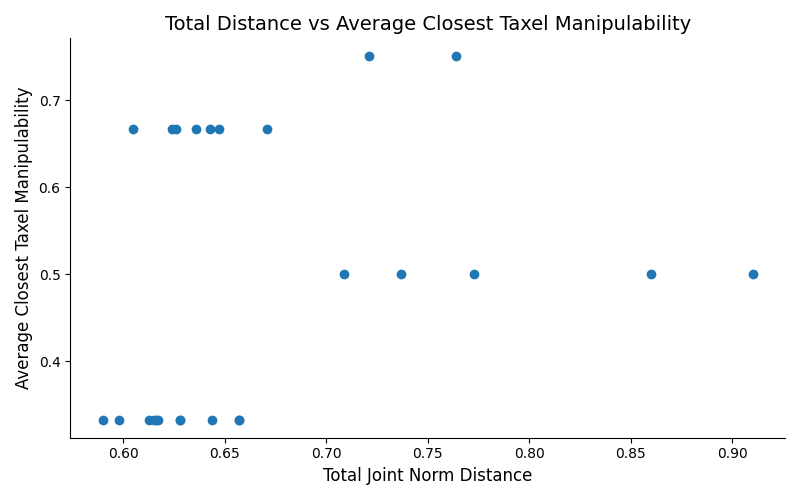 Total Distance vs Average Closest Taxel Manipulability
Average Closest Taxel Manipulability
0.7
0.6
0.5
0.4
0.60 0.65 0.70 0.75 0.80 0.85 0.90
Total Joint Norm Distance